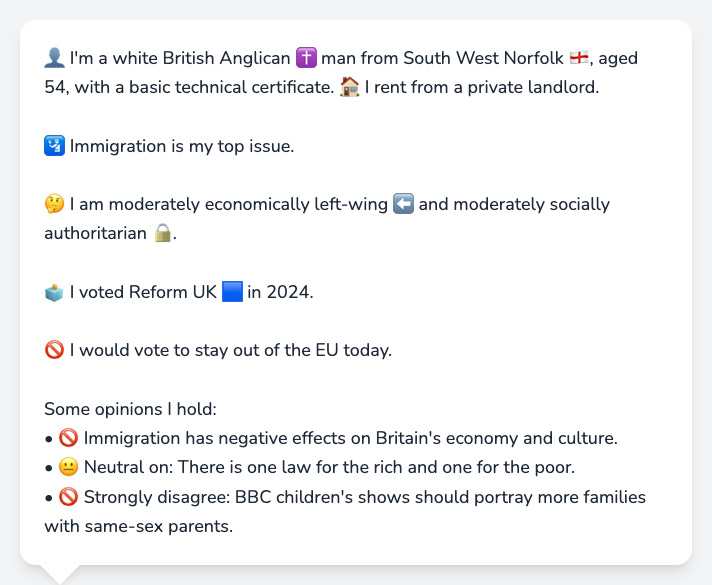 👤 I'm a white British Anglican ✝️ man from South West Norfolk 🏴󠁧󠁢󠁥󠁮󠁧󠁿, aged
54, with a basic technical certificate. 🏠 I rent from a private landlord.
🛂 Immigration is my top issue.
🤔 I am moderately economically left-wing ⬅️ and moderately socially
authoritarian 🔒.
🗳️ I voted Reform UK 🟦 in 2024.
🚫 I would vote to stay out of the EU today.
Some opinions I hold:
• 🚫 Immigration has negative effects on Britain's economy and culture.
• 😐 Neutral on: There is one law for the rich and one for the poor.
• 🚫 Strongly disagree: BBC children's shows should portray more families
with same-sex parents.